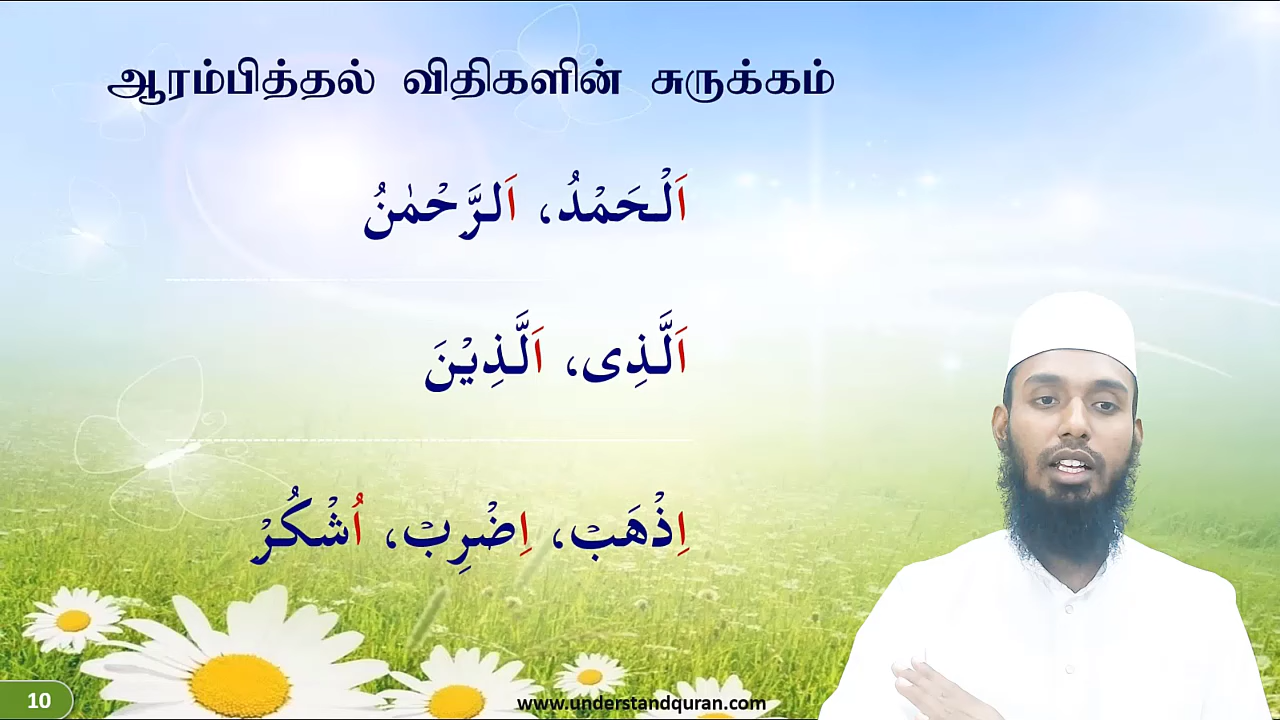 ஆரம்பித்தல் விதிகளின் சுருக்கம்
اَلْحَمْدُ، اَلرَّحْمٰنُ
اَلَّذِى، اَلَّذِيْنَ
اِذْهَبْ، اِضْرِبْ، اُشْكُرْ
10
www.understandquran.com